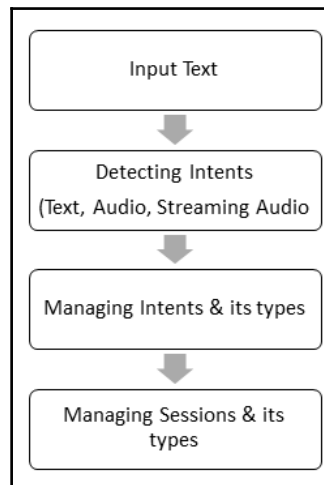 Input Text
Detecting Intents
(Text, Audio, Streaming Audio
Managing Intents & its types
Managing Sessions & its
types